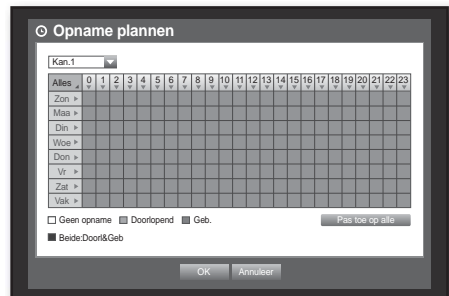 Opname plannen
Kan.1
Alles 0 1 2 3 4 5 6 7 8 9 10 11 12 13 14 15 16 17 18 19 20 21 22 23
Zon
Maa
Din
Woe
Don
Vr
Zat
Vak
Geen opname Doorlopend Geb. Pas toe op alle
Beide:Doorl&Geb
OK Annuleer